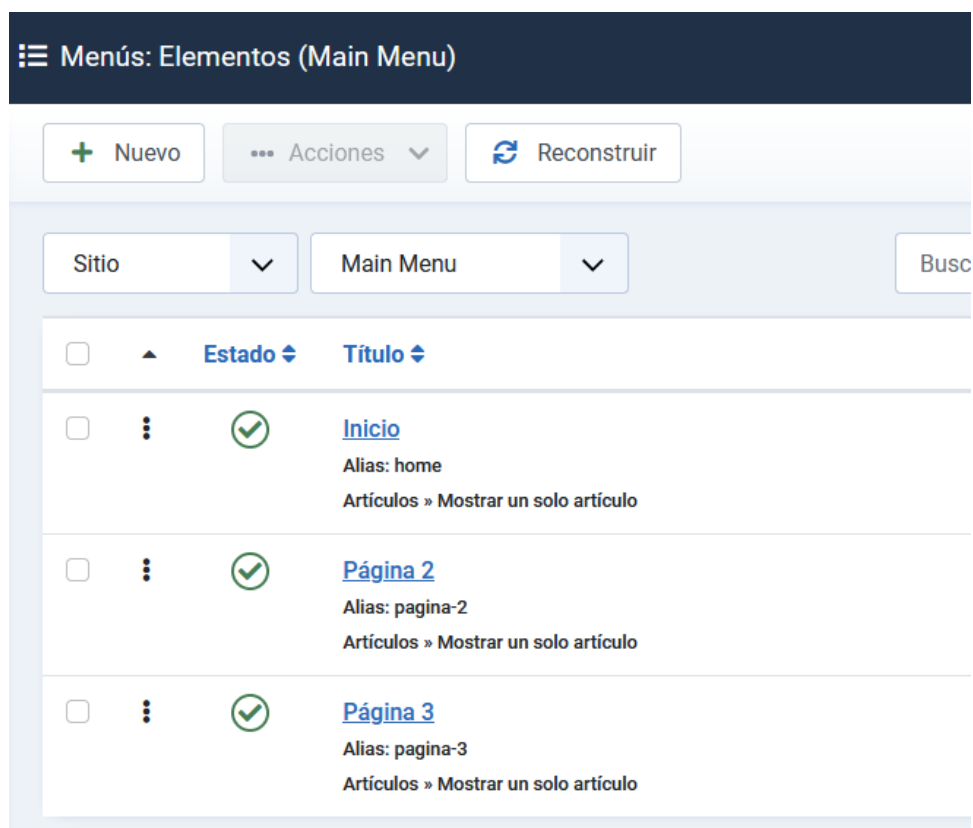 Menús: Elementos (Main Menu)
Nuevo Acciones Reconstruir
Sitio Main Menu Busc
Estado Título
Inicio
Alias: home
Artículos » Mostrar un solo artículo
Página 2
Alias: pagina-2
Artículos » Mostrar un solo artículo
Página 3
Alias: pagina-3
Artículos » Mostrar un solo artículo